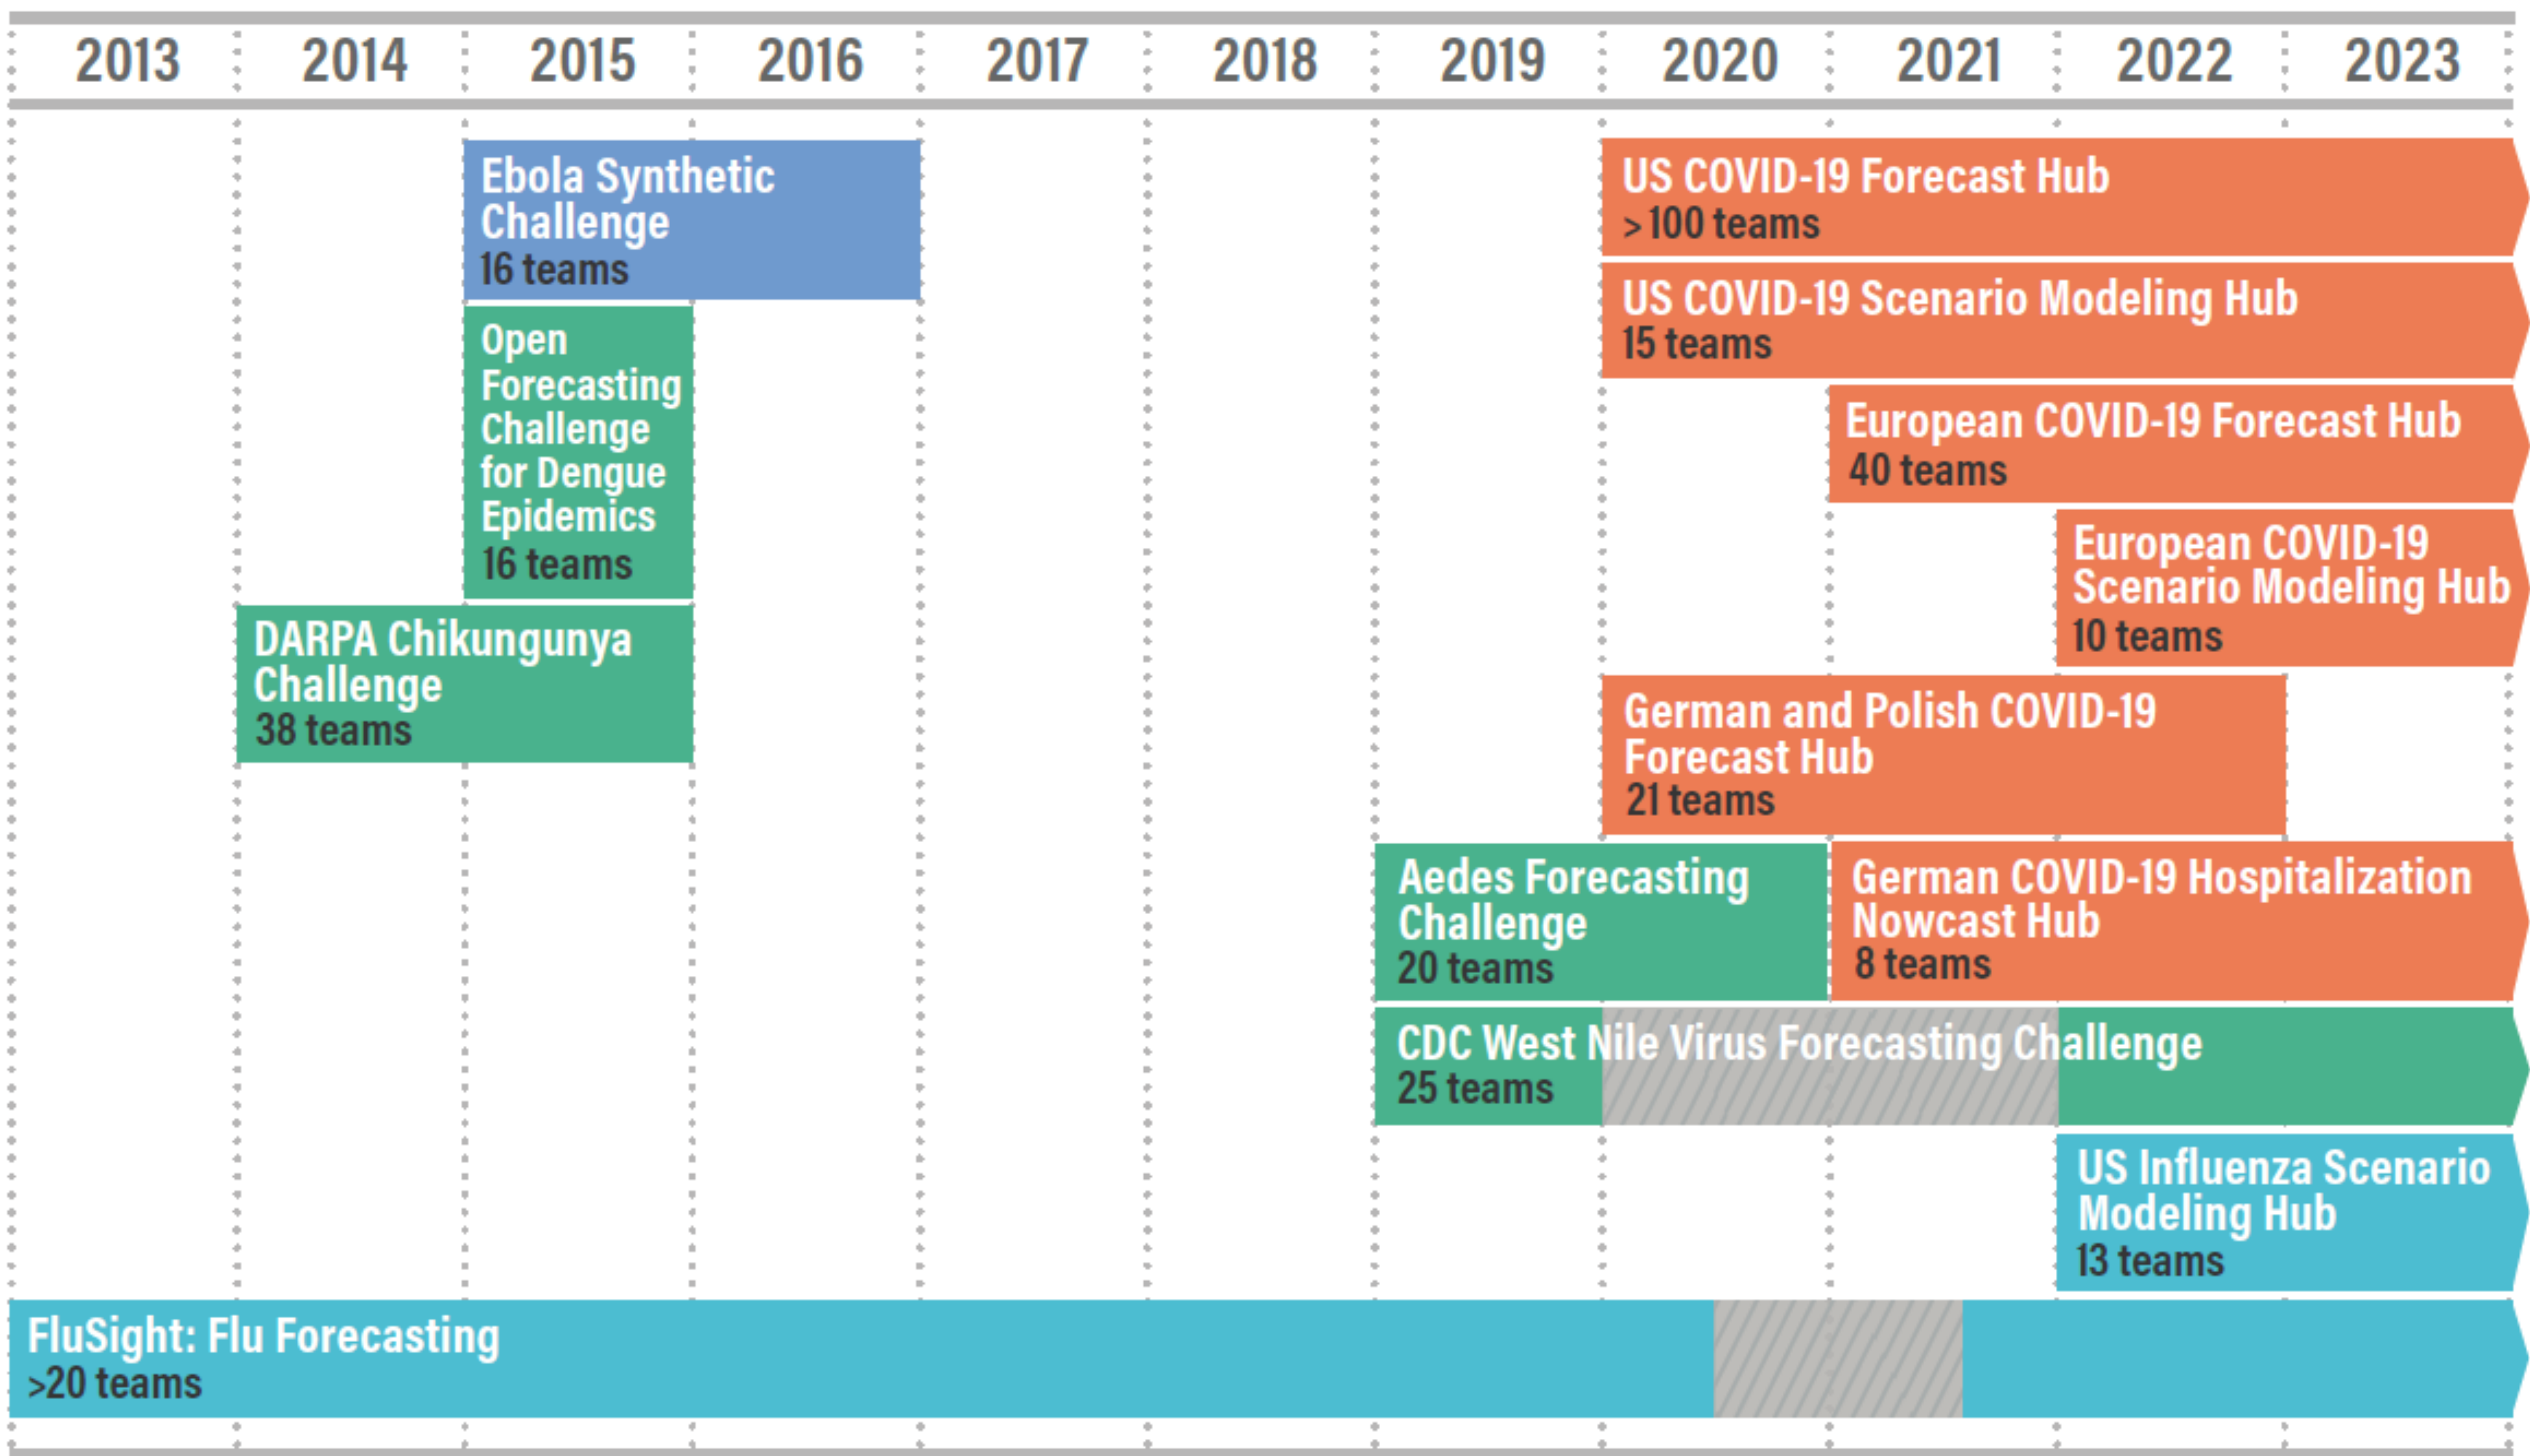 2013 2014 2015 2016 2017 2018 2019 2020 2021 2022 2023
Ebola Synthetic
Challenge
16 teams
Open
Forecasting
Challenge
for Dengue
Epidemics
16 teams
DARPA Chikungunya
Challenge
38 teams
US COVID-19 Forecast Hub
> 100 teams
US COVID-19 Scenario Modeling Hub
15 teams
European COVID-19 Forecast Hub
40 teams
European COVID-19
Scenario Modeling Hub
10 teams
German and Polish COVID-19
Forecast Hub
21 teams
Aedes Forecasting
Challenge
20 teams
German COVID-19 Hospitalization
Nowcast Hub
8 teams
CDC West Nile Virus Forecasting Challenge
25 teams
US Influenza Scenario
Modeling Hub
13 teams
FluSight: Flu Forecasting
>20 teams